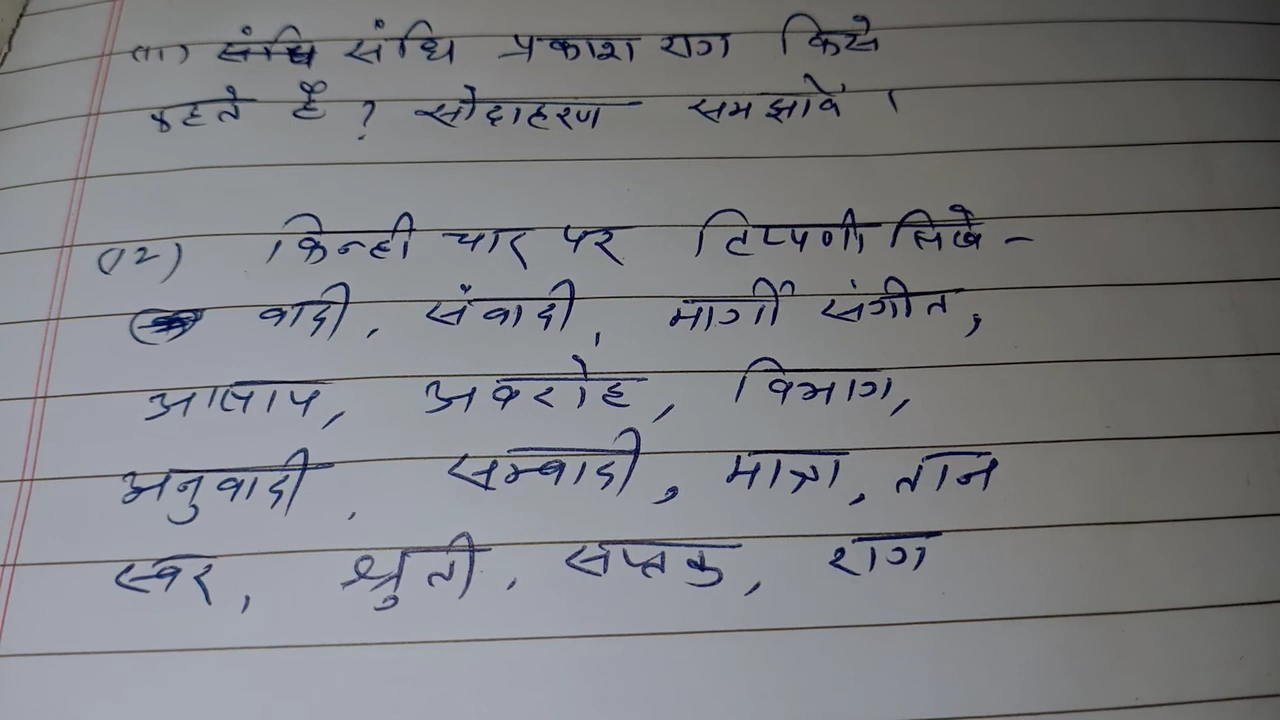 (11) संधि प्रकाश राग किसे
कहते हैं ? सोदाहरण समझावें ।
(12) किन्ही चार पर टिप्पणी लिखे -
वादी, संवादी, मार्गी संगीत,
आलाप, अवरोह, विभाग,
अनुवादी, सम्वादी, मात्रा, तान
स्वर, श्रुती, सप्तक, राग